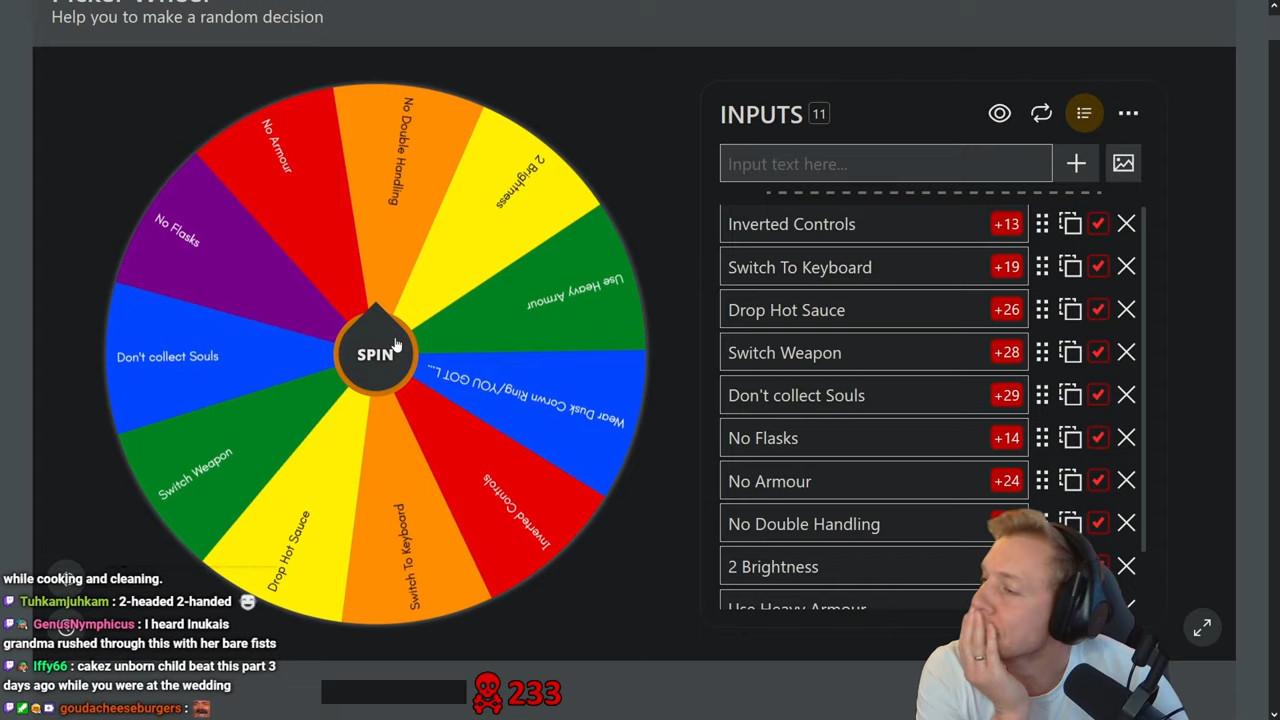 Help you to make a random decision
No Armour
No Double Handling
2 Brightness
Use Heavy Armour
Wear Dusk Corwn Ring/YOU GOT L...
Inverted Controls
Switch To Keyboard
Drop Hot Sauce
Switch Weapon
Don't collect Souls
No Flasks
SPIN
INPUTS 11
Input text here...
Inverted Controls +13
Switch To Keyboard +19
Drop Hot Sauce +26
Switch Weapon +28
Don't collect Souls +29
No Flasks +14
No Armour +24
No Double Handling
2 Brightness
Use Heavy Armour
while cooking and cleaning.
Tuhkamjuhkam : 2-headed 2-handed
GenusNymphicus : I heard Inukais
grandma rushed through this with her bare fists
Iffy66 : cakez unborn child beat this part 3
days ago while you were at the wedding
goudacheeseburgers :
233